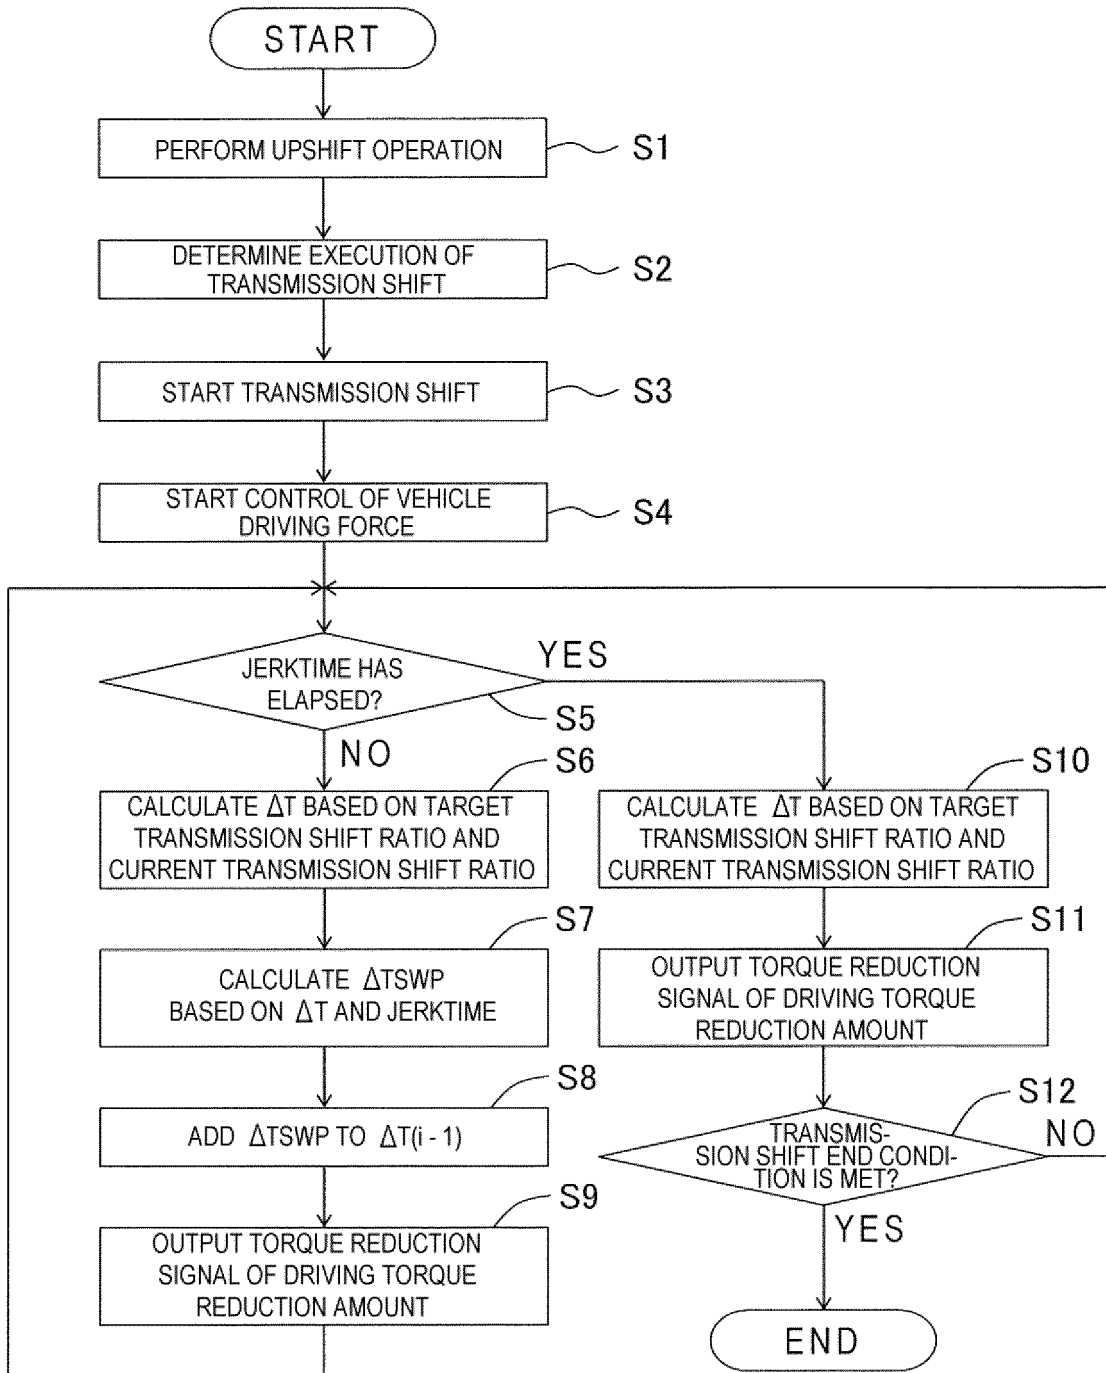 START
PERFORM UPSHIFT OPERATION
S1
DETERMINE EXECUTION OF
TRANSMISSION SHIFT
S2
START TRANSMISSION SHIFT
S3
START CONTROL OF VEHICLE
DRIVING FORCE
S4
JERKTIME HAS
ELAPSED?
YES
S5
NO
S6
CALCULATE ΔT BASED ON TARGET
TRANSMISSION SHIFT RATIO AND
CURRENT TRANSMISSION SHIFT RATIO
S7
CALCULATE ΔTSWP
BASED ON ΔT AND JERKTIME
S8
ADD ΔTSWP TO ΔT(i - 1)
S9
OUTPUT TORQUE REDUCTION
SIGNAL OF DRIVING TORQUE
REDUCTION AMOUNT
S10
CALCULATE ΔT BASED ON TARGET
TRANSMISSION SHIFT RATIO AND
CURRENT TRANSMISSION SHIFT RATIO
S11
OUTPUT TORQUE REDUCTION
SIGNAL OF DRIVING TORQUE
REDUCTION AMOUNT
S12
TRANSMIS-
SION SHIFT END CONDI-
TION IS MET?
NO
YES
END